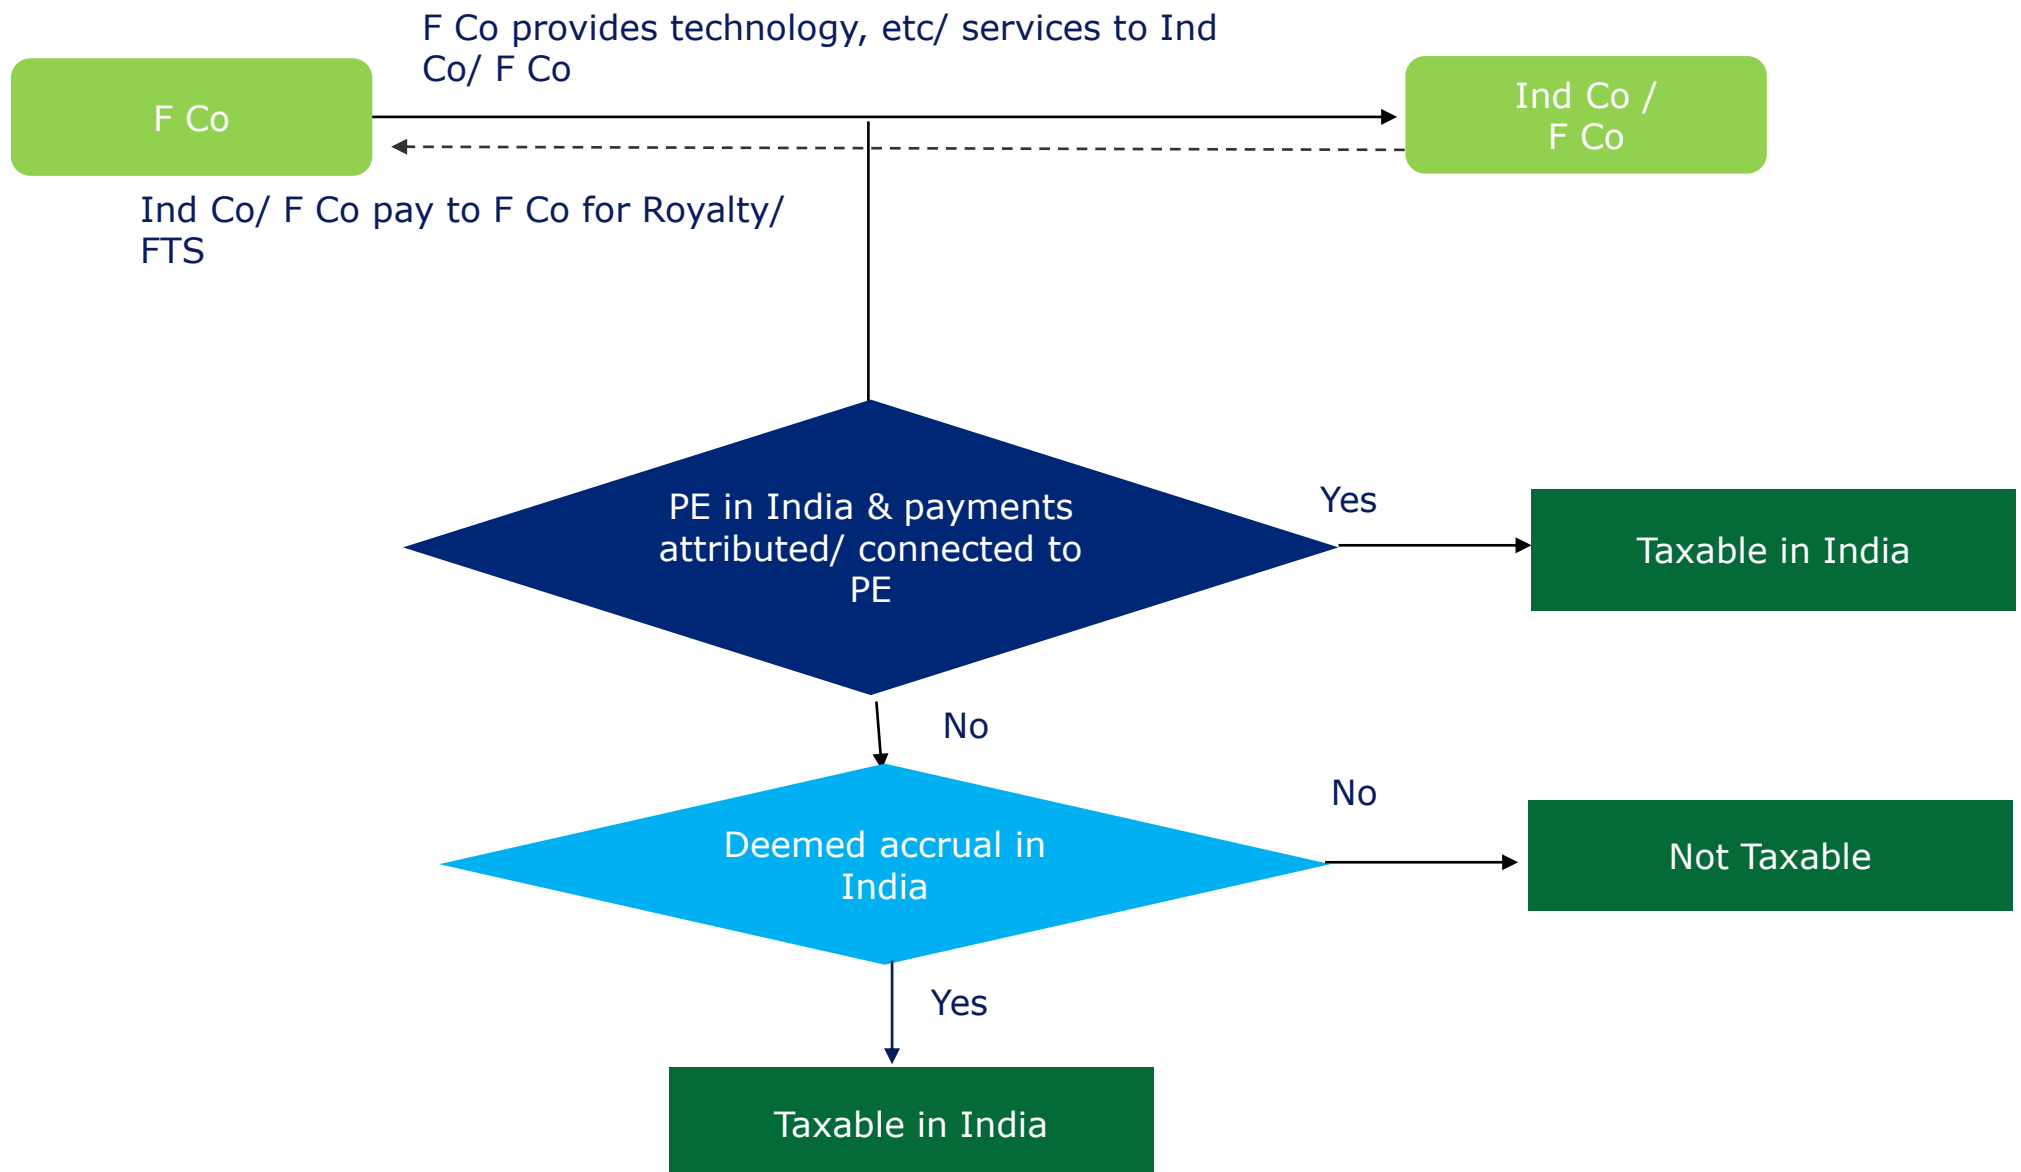 F Co provides technology, etc/ services to Ind
Co/ F Co
F Co
Ind Co /
F Co
Ind Co/ F Co pay to F Co for Royalty/
FTS
PE in India & payments
attributed/ connected to
PE
Yes
Taxable in India
No
Deemed accrual in
India
No
Not Taxable
Yes
Taxable in India